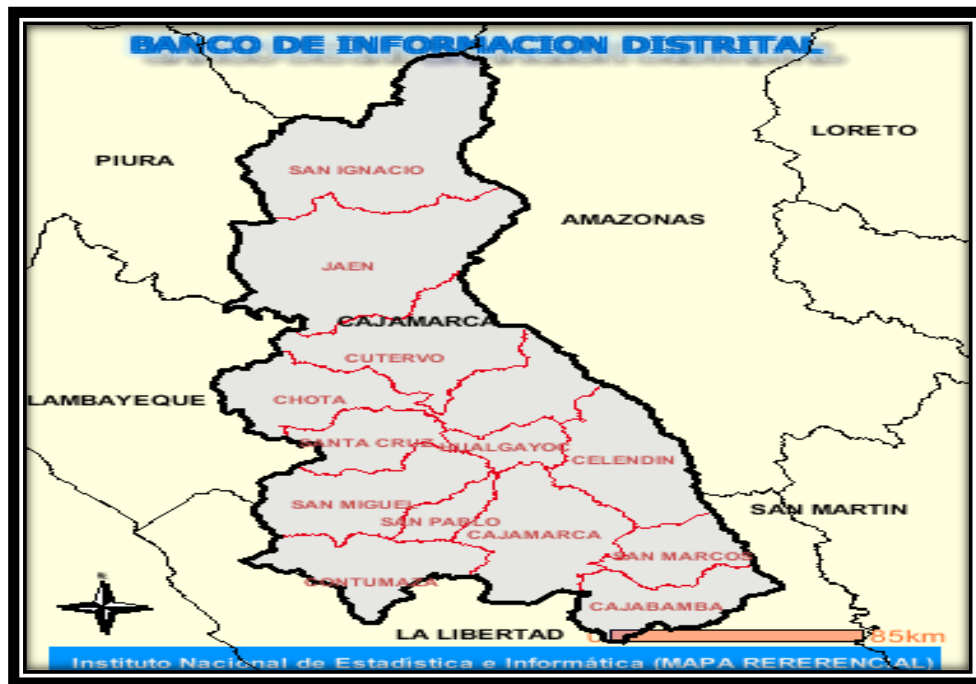 BANCO DE INFORMACION DISTRITAL
LORETO
PIURA
SAN IGNACIO
AMAZONAS
JAEN
CAJAMARCA
CUTERVO
LAMBAYEQUE
CHOTA
SANTA CRUZ
HUALGAYOC
CELENDIN
SAN MIGUEL
SAN MARTIN
SAN PABLO
CAJAMARCA
SAN MARCOS
CONTUMAZA
CAJABAMBA
LA LIBERTAD
0 85km
Instituto Nacional de Estadística e Informática (MAPA RERERENCIAL)